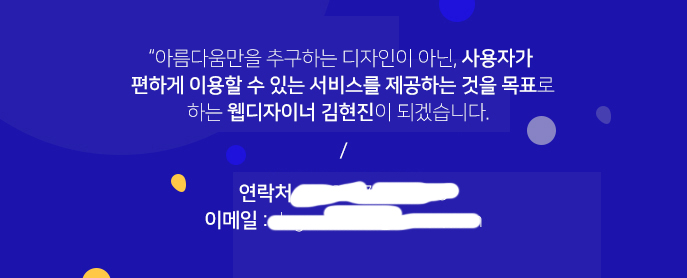 “아름다움만을 추구하는 디자인이 아닌, 사용자가
편하게 이용할 수 있는 서비스를 제공하는 것을 목표로
하는 웹디자이너 김현진이 되겠습니다.
/
연락처
이메일 :